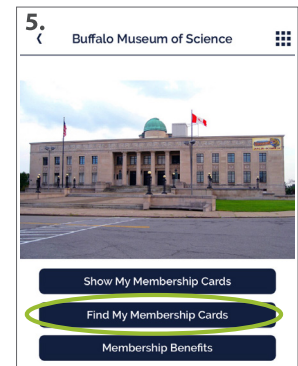 5.
Buffalo Museum of Science
Show My Membership Cards
Find My Membership Cards
Membership Benefits